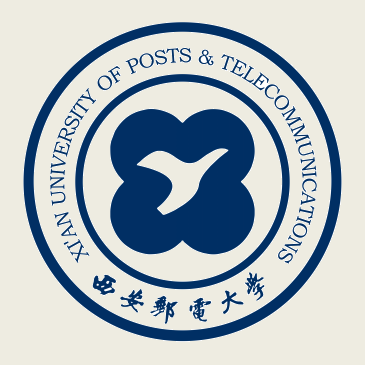 XI'AN UNIVERSITY OF POSTS & TELECOMMUNICATIONS
西安郵電大學